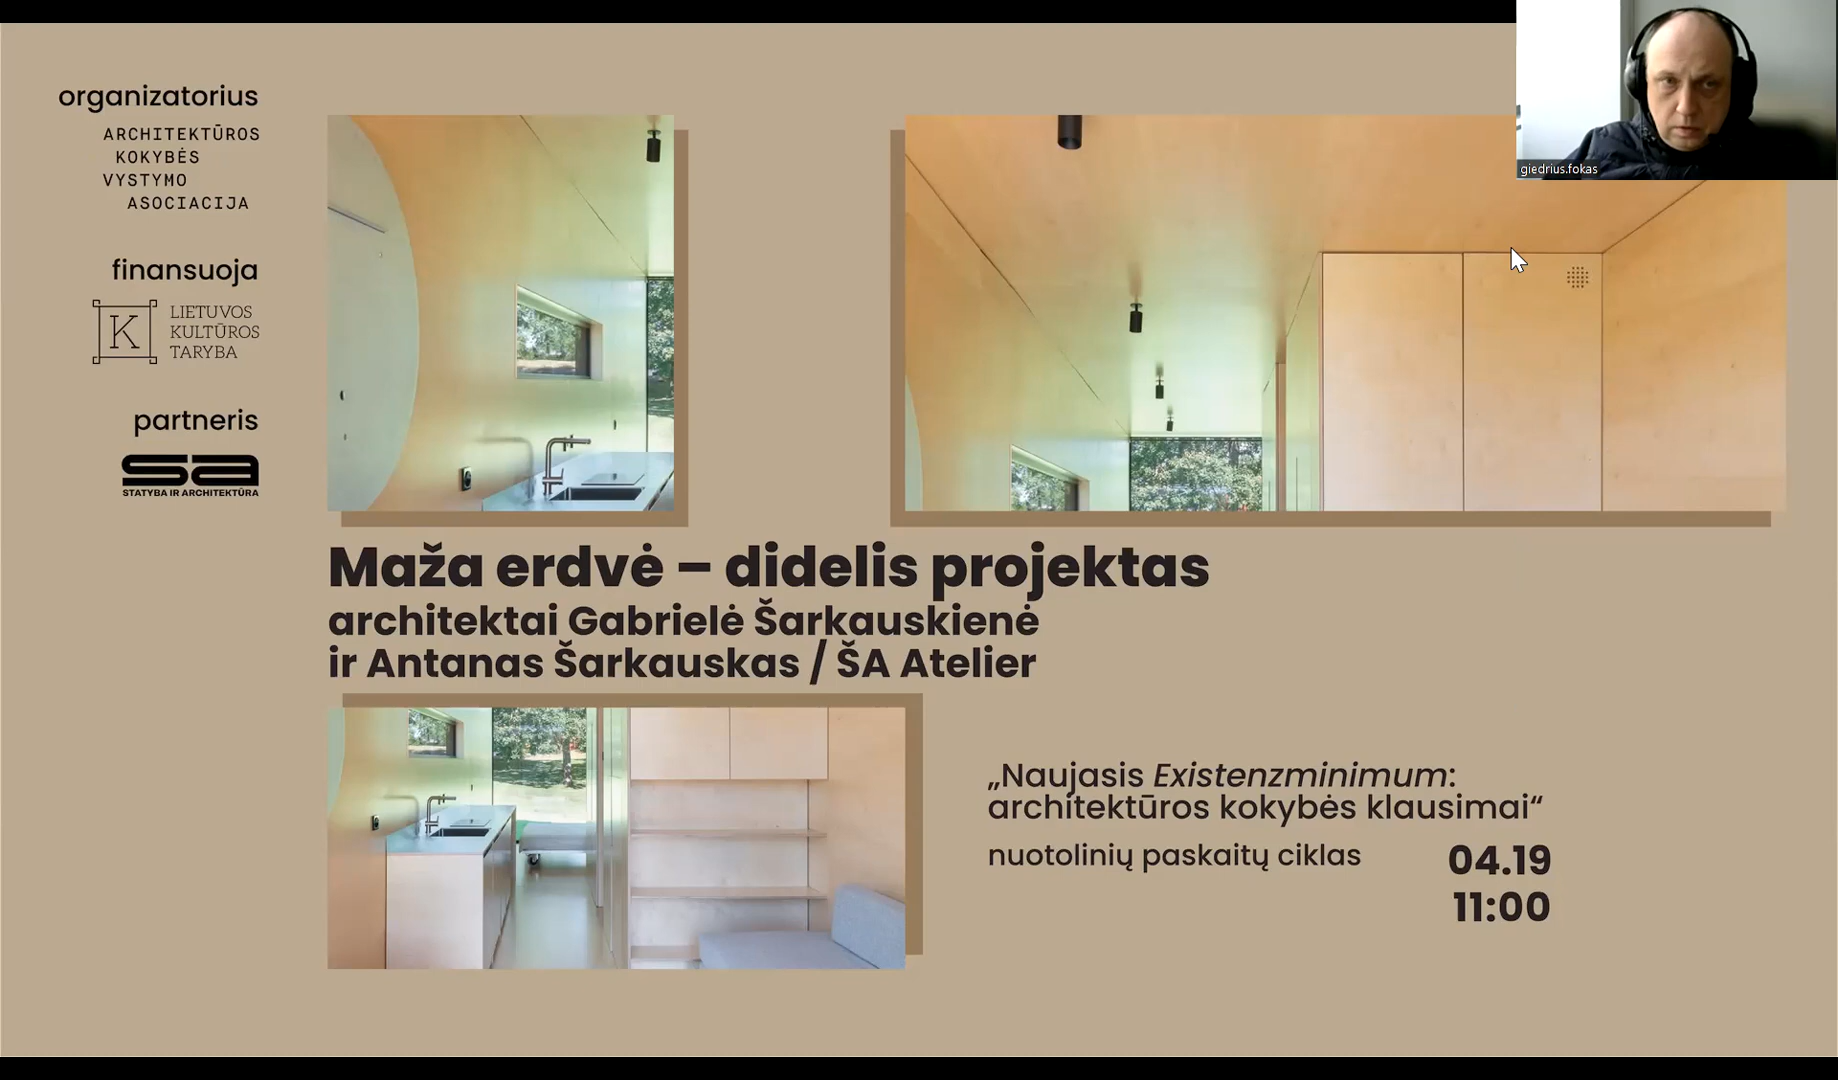 organizatorius
ARCHITEKTŪROS
KOKYBĖS
VYSTYMO
ASOCIACIJA
finansuoja
K
LIETUVOS
KULTŪROS
TARYBA
partneris
sa
STATYBA IR ARCHITEKTŪRA
giedrius.fokas
Maža erdvė – didelis projektas
architektai Gabrielė Šarkauskienė
ir Antanas Šarkauskas / ŠA Atelier
„Naujasis Existenzminimum:
architektūros kokybės klausimai“
nuotolinių paskaitų ciklas
04.19
11:00